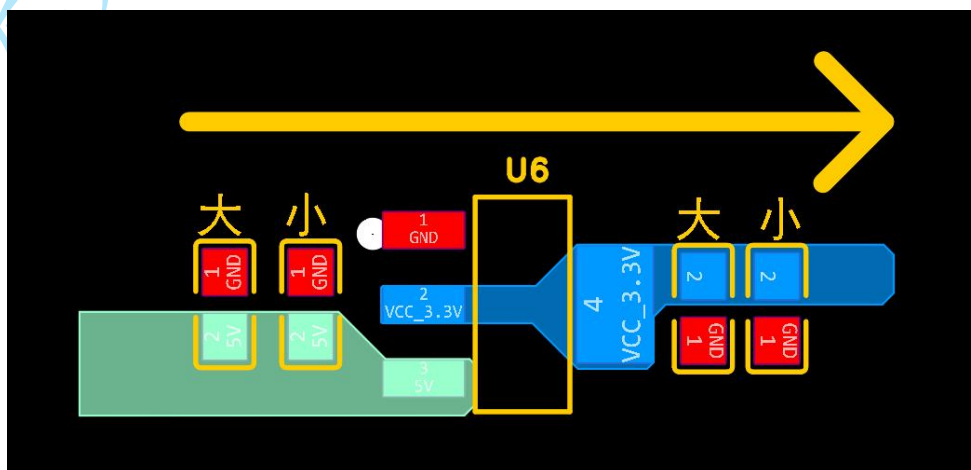 U6
大 小
1 GND
1 GND
2 5V
2 5V
1 GND
2 VCC_3.3V
3 5V
4 VCC_3.3V
大 小
2
2
1 GND
1 GND